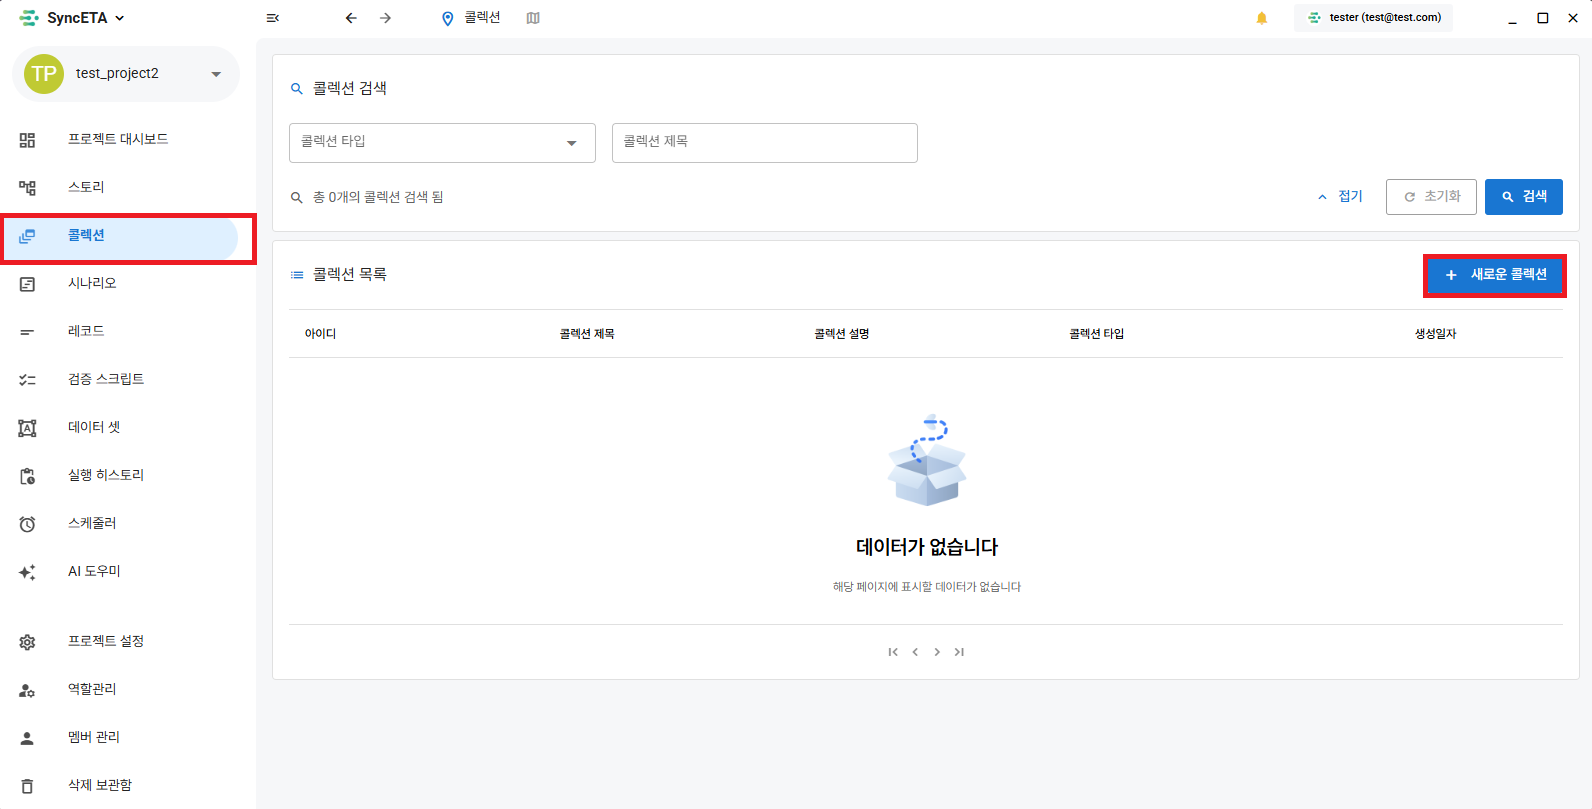 SyncETA
콜렉션
tester (test@test.com)
TP
test_project2
프로젝트 대시보드
스토리
콜렉션
시나리오
레코드
검증 스크립트
데이터 셋
실행 히스토리
스케줄러
AI 도우미
프로젝트 설정
역할관리
멤버 관리
삭제 보관함
콜렉션 검색
콜렉션 타입
콜렉션 제목
총 0개의 콜렉션 검색 됨
접기
초기화
검색
콜렉션 목록
+ 새로운 콜렉션
아이디 콜렉션 제목 콜렉션 설명 콜렉션 타입 생성일자
데이터가 없습니다
해당 페이지에 표시할 데이터가 없습니다